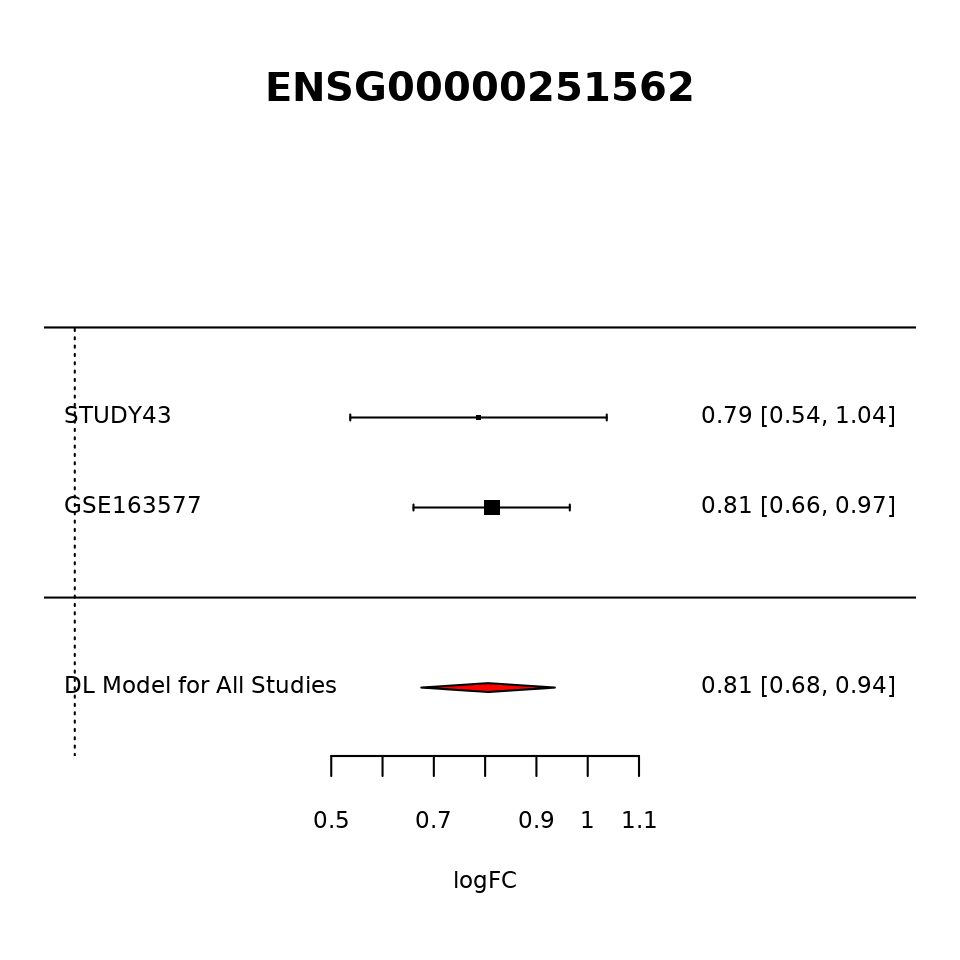 ENSG00000251562
STUDY43 0.79 [0.54, 1.04]
GSE163577 0.81 [0.66, 0.97]
DL Model for All Studies 0.81 [0.68, 0.94]
0.5 0.7 0.9 1 1.1
logFC